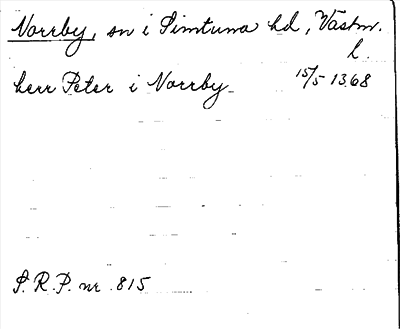 Norrby, sn i Simtuna hd, Västm.
l.
herr Peter i Norrby. 15/5 1368
S.R.P. nr 815